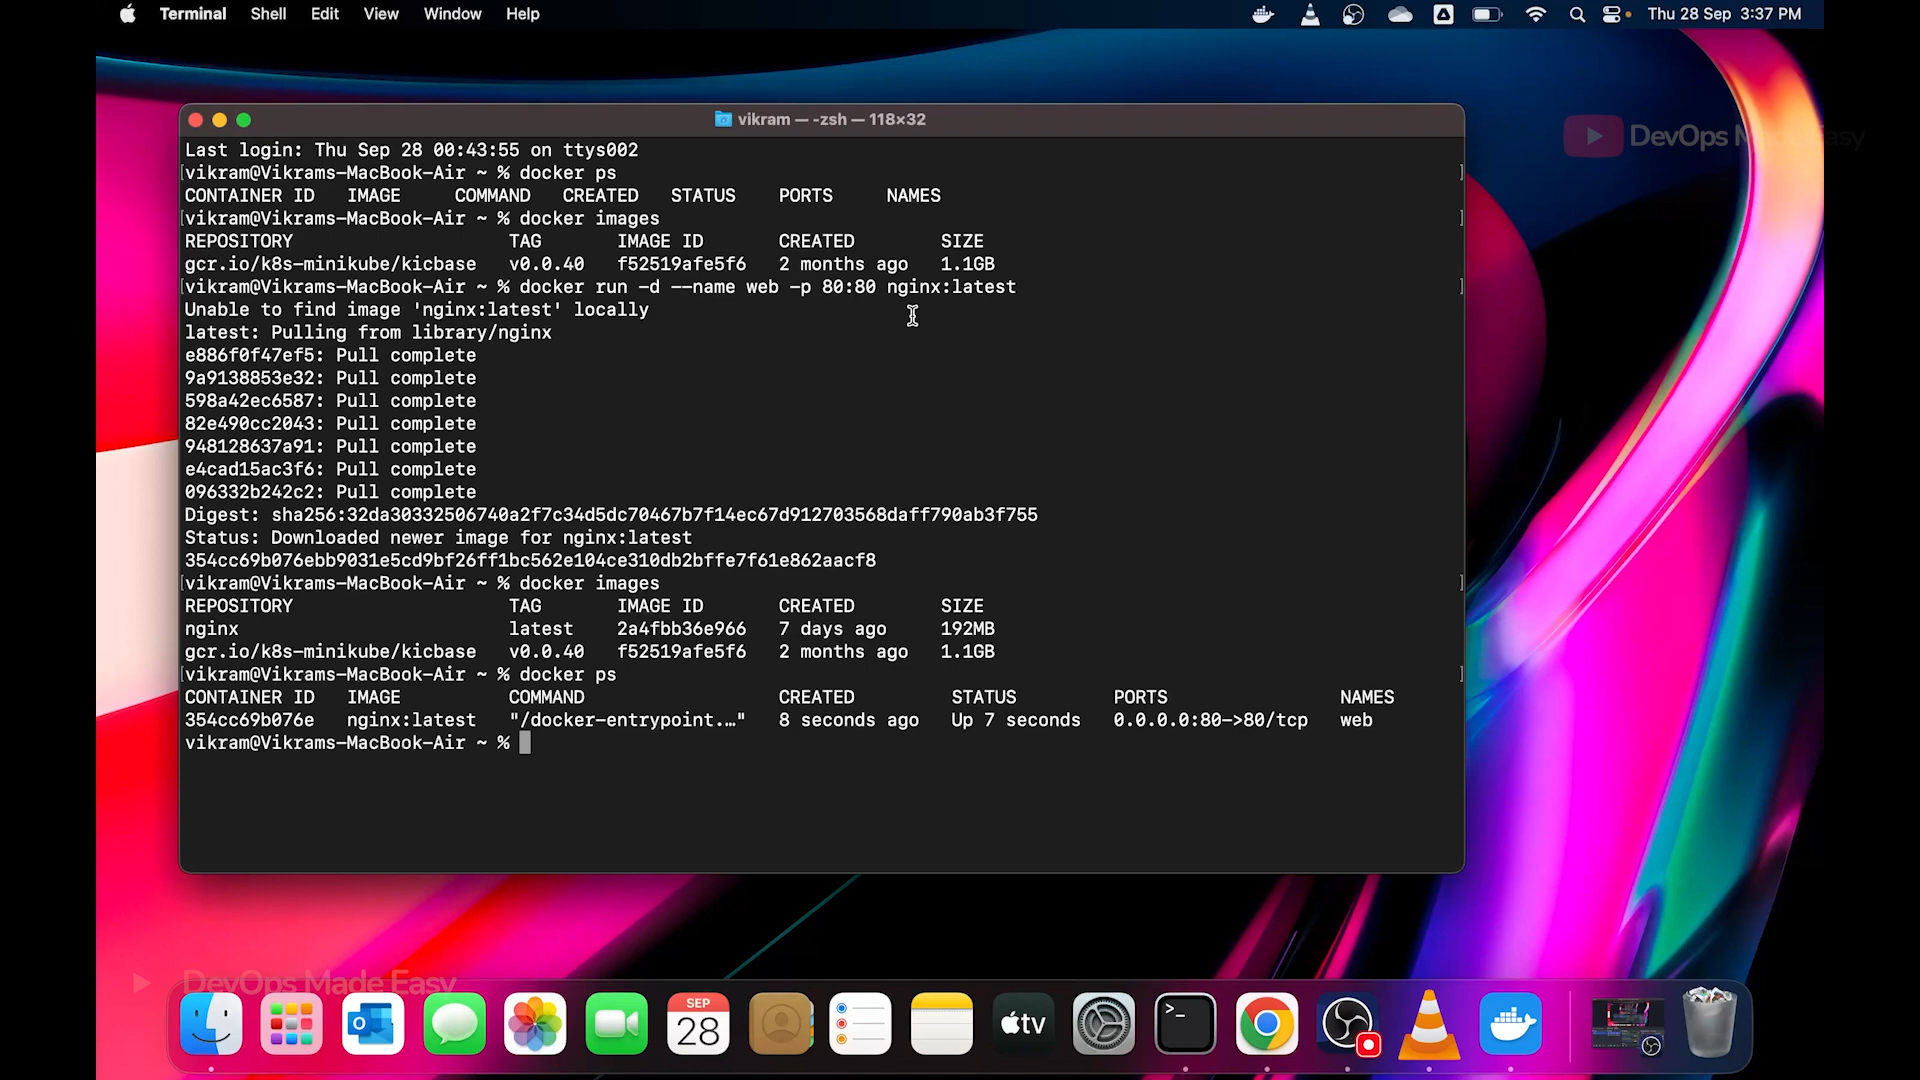 Terminal Shell Edit View Window Help Thu 28 Sep 3:37 PM
vikram — -zsh — 118×32
DevOps Made Easy
Last login: Thu Sep 28 00:43:55 on ttys002
[vikram@Vikrams-MacBook-Air ~ % docker ps ]
CONTAINER ID IMAGE COMMAND CREATED STATUS PORTS NAMES
[vikram@Vikrams-MacBook-Air ~ % docker images ]
REPOSITORY TAG IMAGE ID CREATED SIZE
gcr.io/k8s-minikube/kicbase v0.0.40 f52519afe5f6 2 months ago 1.1GB
[vikram@Vikrams-MacBook-Air ~ % docker run -d --name web -p 80:80 nginx:latest ]
Unable to find image 'nginx:latest' locally
latest: Pulling from library/nginx
e886f0f47ef5: Pull complete
9a9138853e32: Pull complete
598a42ec6587: Pull complete
82e490cc2043: Pull complete
948128637a91: Pull complete
e4cad15ac3f6: Pull complete
096332b242c2: Pull complete
Digest: sha256:32da30332506740a2f7c34d5dc70467b7f14ec67d912703568daff790ab3f755
Status: Downloaded newer image for nginx:latest
354cc69b076ebb9031e5cd9bf26ff1bc562e104ce310db2bffe7f61e862aacf8
[vikram@Vikrams-MacBook-Air ~ % docker images ]
REPOSITORY TAG IMAGE ID CREATED SIZE
nginx latest 2a4fbb36e966 7 days ago 192MB
gcr.io/k8s-minikube/kicbase v0.0.40 f52519afe5f6 2 months ago 1.1GB
[vikram@Vikrams-MacBook-Air ~ % docker ps ]
CONTAINER ID IMAGE COMMAND CREATED STATUS PORTS NAMES
354cc69b076e nginx:latest "/docker-entrypoint.…" 8 seconds ago Up 7 seconds 0.0.0.0:80->80/tcp web
vikram@Vikrams-MacBook-Air ~ %
DevOps Made Easy
SEP
28
tv
>_